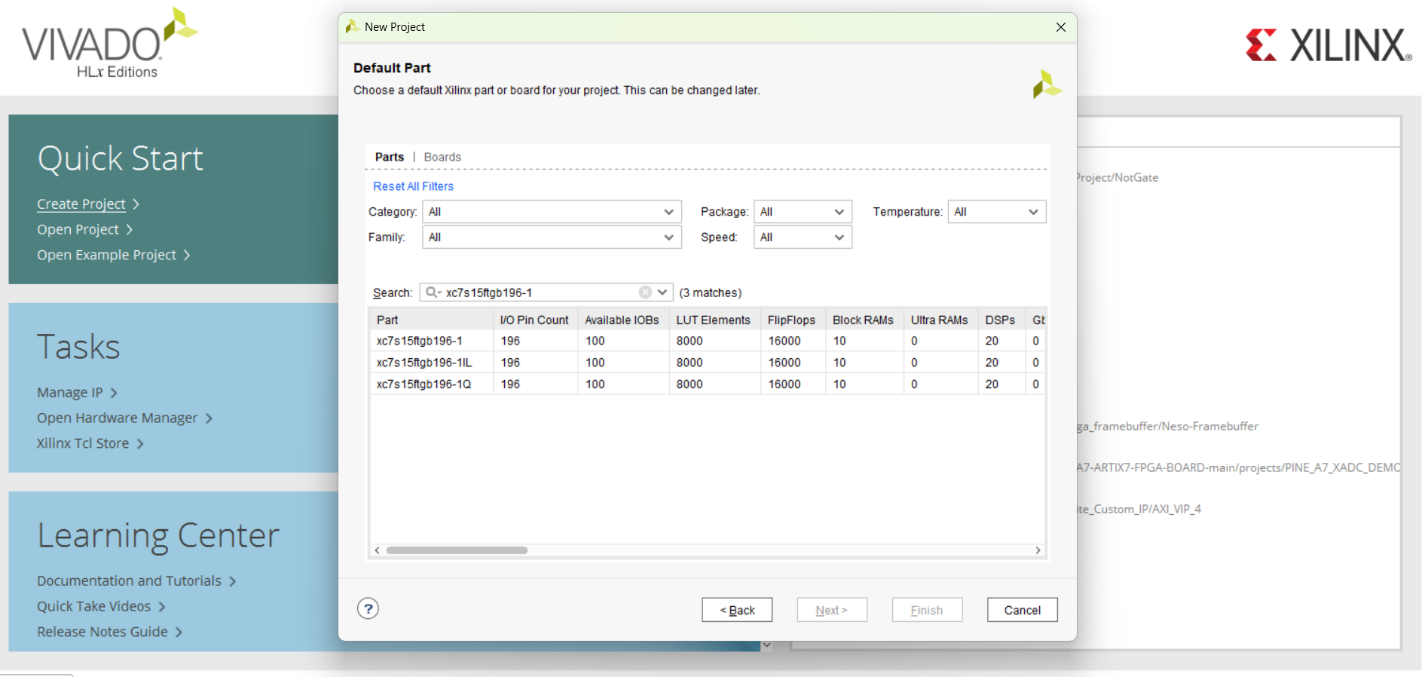 VIVADO
HLx Editions
XILINX
Quick Start
Create Project
Open Project
Open Example Project
Tasks
Manage IP
Open Hardware Manager
Xilinx Tcl Store
Learning Center
Documentation and Tutorials
Quick Take Videos
Release Notes Guide
New Project
Default Part
Choose a default Xilinx part or board for your project. This can be changed later.
Parts | Boards
Reset All Filters
Category: All Package: All Temperature: All
Family: All Speed: All
Search: xc7s15ftgb196-1 (3 matches)
Part I/O Pin Count Available IOBs LUT Elements FlipFlops Block RAMs Ultra RAMs DSPs Gt
xc7s15ftgb196-1 196 100 8000 16000 10 0 20 0
xc7s15ftgb196-1IL 196 100 8000 16000 10 0 20 0
xc7s15ftgb196-1Q 196 100 8000 16000 10 0 20 0
? < Back Next > Finish Cancel
Project/NotGate
ga_framebuffer/Neso-Framebuffer
A7-ARTIX7-FPGA-BOARD-main/projects/PINE_A7_XADC_DEMO
ite_Custom_IP/AXI_VIP_4